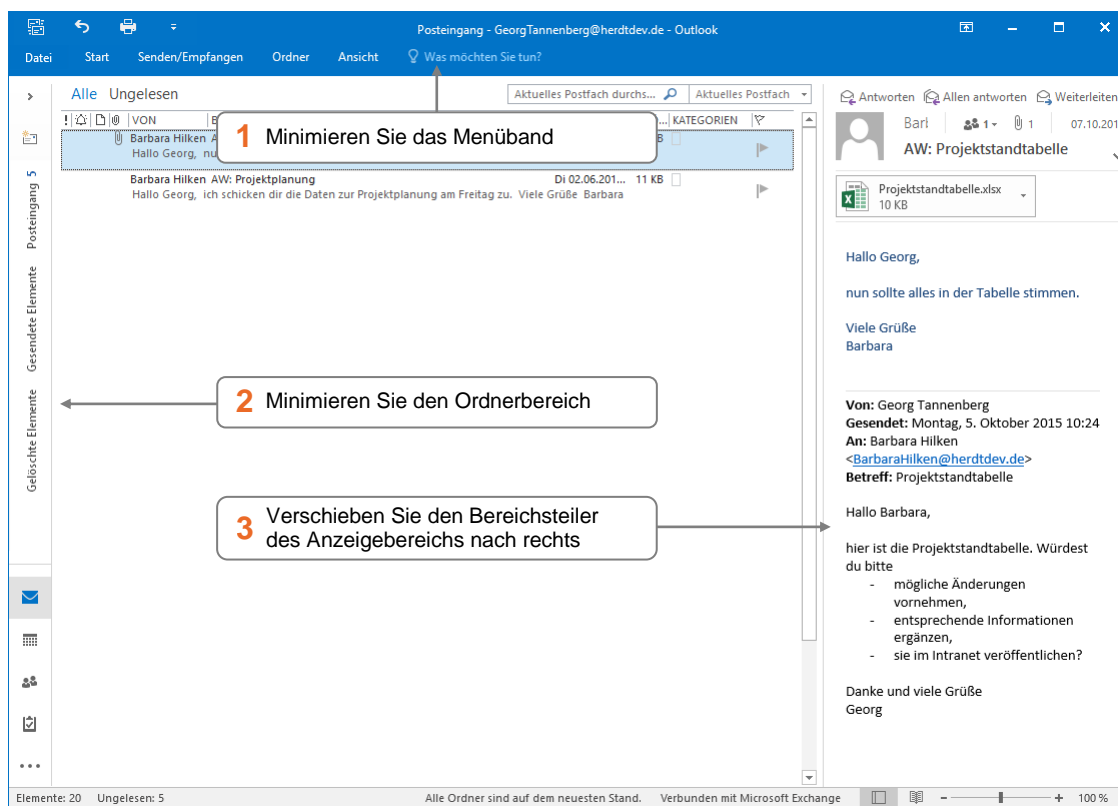 Posteingang - GeorgTannenberg@herdtdev.de - Outlook
Datei Start Senden/Empfangen Ordner Ansicht Was möchten Sie tun?
Alle Ungelesen
Aktuelles Postfach durchs... Aktuelles Postfach
! VON ... KATEGORIEN
Barbara Hilken
Hallo Georg,
1 Minimieren Sie das Menüband
Barbara Hilken AW: Projektplanung Di 02.06.201... 11 KB
Hallo Georg, ich schicken dir die Daten zur Projektplanung am Freitag zu. Viele Grüße Barbara
Posteingang 5
Gesendete Elemente
Gelöschte Elemente
2 Minimieren Sie den Ordnerbereich
3 Verschieben Sie den Bereichsteiler
des Anzeigebereichs nach rechts
Antworten Allen antworten Weiterleiten
1 1 07.10.201
AW: Projektstandtabelle
Projektstandtabelle.xlsx
10 KB
Hallo Georg,
nun sollte alles in der Tabelle stimmen.
Viele Grüße
Barbara
Von: Georg Tannenberg
Gesendet: Montag, 5. Oktober 2015 10:24
An: Barbara Hilken
<BarbaraHilken@herdtdev.de>
Betreff: Projektstandtabelle
Hallo Barbara,
hier ist die Projektstandtabelle. Würdest
du bitte
- mögliche Änderungen
vornehmen,
- entsprechende Informationen
ergänzen,
- sie im Intranet veröffentlichen?
Danke und viele Grüße
Georg
Elemente: 20 Ungelesen: 5 Alle Ordner sind auf dem neuesten Stand. Verbunden mit Microsoft Exchange - + 100 %